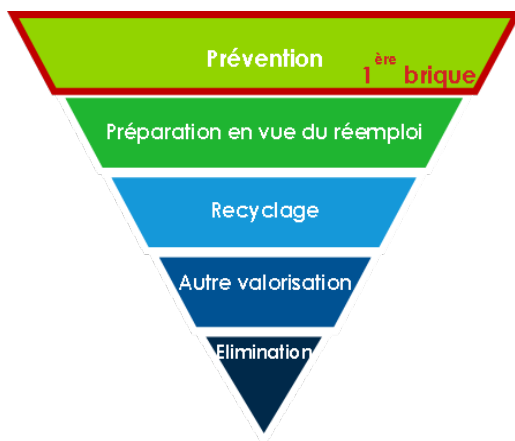 Prévention
1ère brique
Préparation en vue du réemploi
Recyclage
Autre valorisation
Elimination